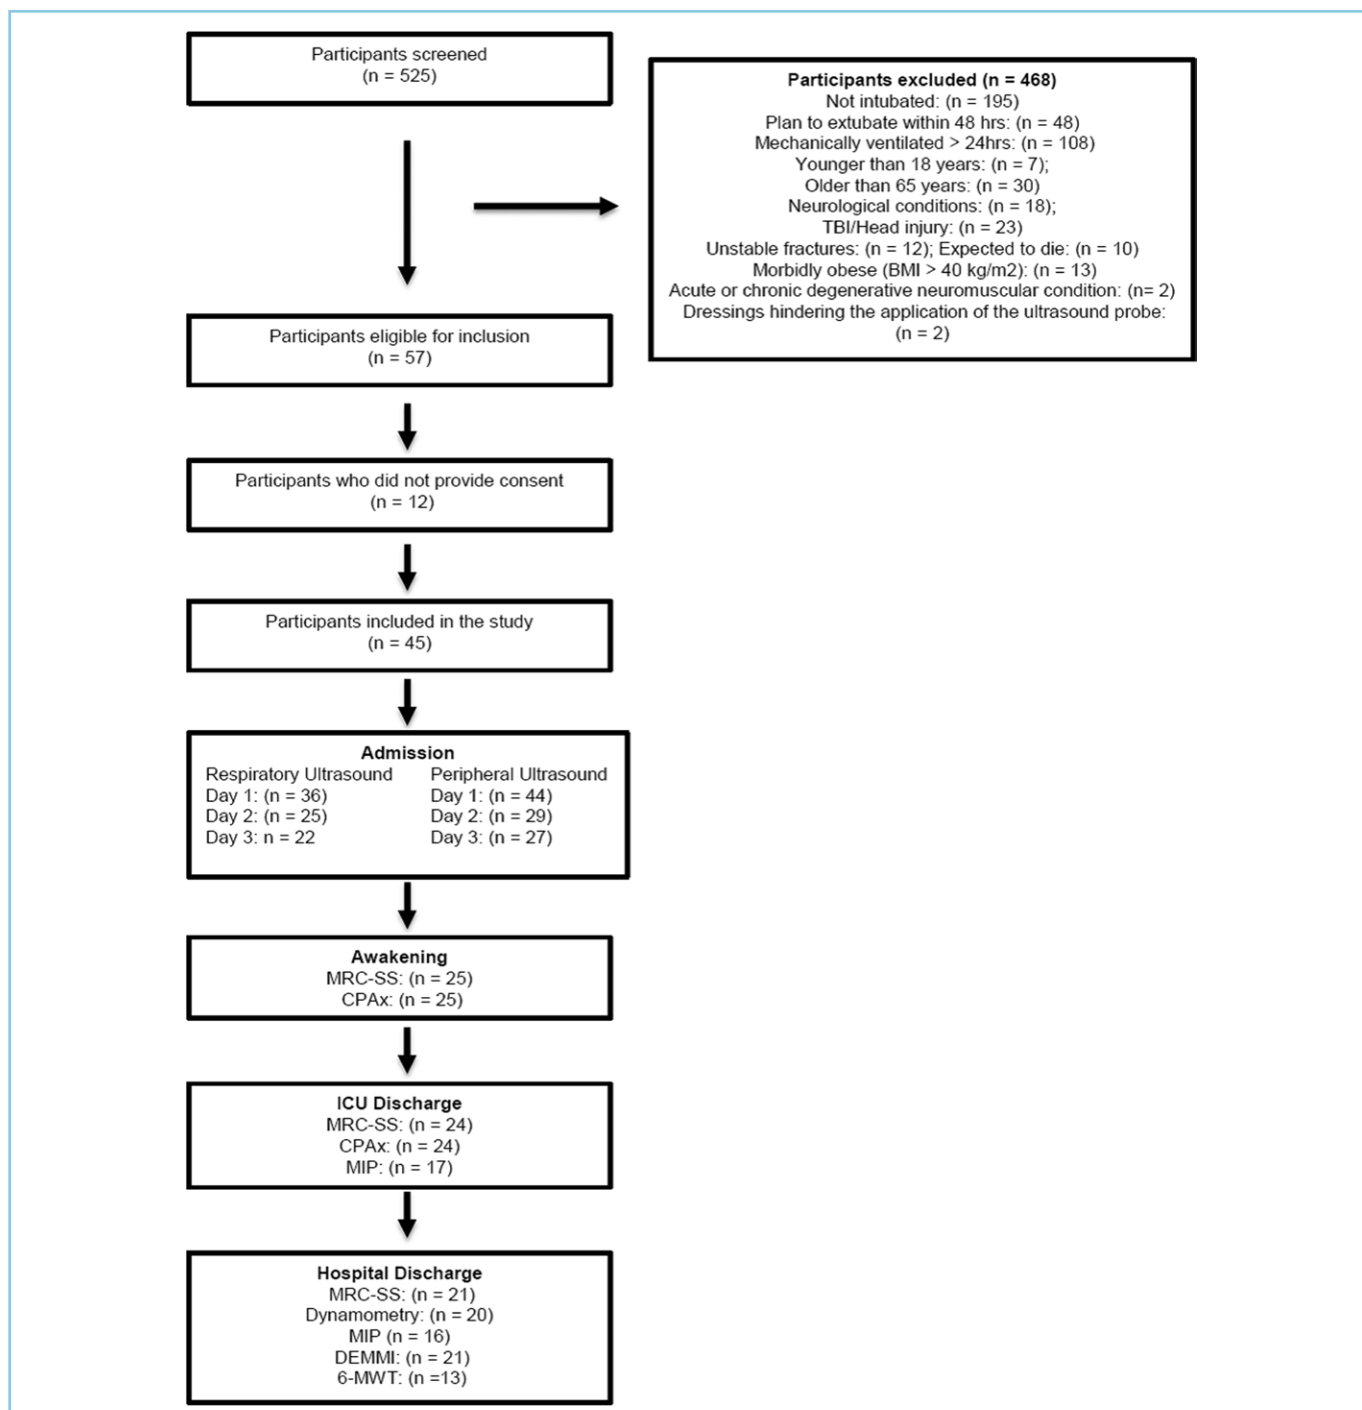 Participants screened
(n = 525)
Participants excluded (n = 468)
Not intubated: (n = 195)
Plan to extubate within 48 hrs: (n = 48)
Mechanically ventilated > 24hrs: (n = 108)
Younger than 18 years: (n = 7);
Older than 65 years: (n = 30)
Neurological conditions: (n = 18);
TBI/Head injury: (n = 23)
Unstable fractures: (n = 12); Expected to die: (n = 10)
Morbidly obese (BMI > 40 kg/m2): (n = 13)
Acute or chronic degenerative neuromuscular condition: (n= 2)
Dressings hindering the application of the ultrasound probe:
(n = 2)
Participants eligible for inclusion
(n = 57)
Participants who did not provide consent
(n = 12)
Participants included in the study
(n = 45)
Admission
Respiratory Ultrasound Peripheral Ultrasound
Day 1: (n = 36) Day 1: (n = 44)
Day 2: (n = 25) Day 2: (n = 29)
Day 3: n = 22 Day 3: (n = 27)
Awakening
MRC-SS: (n = 25)
CPAx: (n = 25)
ICU Discharge
MRC-SS: (n = 24)
CPAx: (n = 24)
MIP: (n = 17)
Hospital Discharge
MRC-SS: (n = 21)
Dynamometry: (n = 20)
MIP (n = 16)
DEMMI: (n = 21)
6-MWT: (n =13)